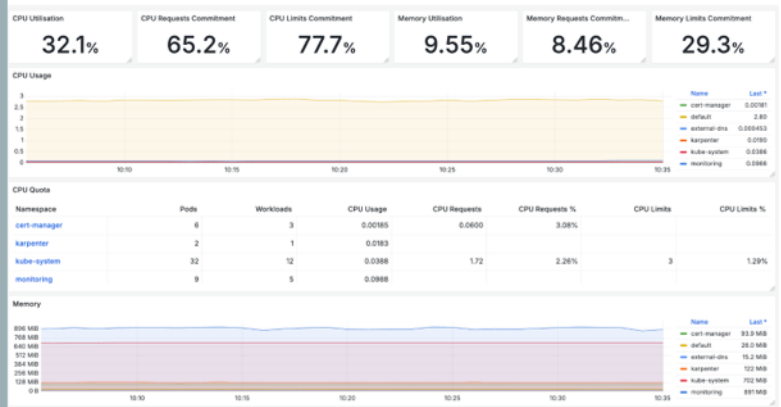 CPU Utilisation CPU Requests Commitment CPU Limits Commitment Memory Utilisation Memory Requests Commitm... Memory Limits Commitment
32.1% 65.2% 77.7% 9.55% 8.46% 29.3%
CPU Usage
Name Last *
3
2.5
2
1.5
1
0.5
0
10:10 10:15 10:20 10:25 10:30 10:35
cert-manager 0.00181
default 2.80
external-dns 0.000453
karpenter 0.0180
kube-system 0.0386
monitoring 0.0966
CPU Quota
Namespace Pods Workloads CPU Usage CPU Requests CPU Requests % CPU Limits CPU Limits %
cert-manager 6 3 0.00185 0.0600 3.08%
karpenter 2 1 0.0183
kube-system 32 12 0.0388 1.72 2.26% 3 1.29%
monitoring 9 5 0.0988
Memory
Name Last *
896 MiB
768 MiB
640 MiB
512 MiB
384 MiB
256 MiB
128 MiB
0 B
10:10 10:15 10:20 10:25 10:30 10:35
cert-manager 93.9 MiB
default 26.0 MiB
external-dns 15.2 MiB
karpenter 122 MiB
kube-system 702 MiB
monitoring 891 MiB